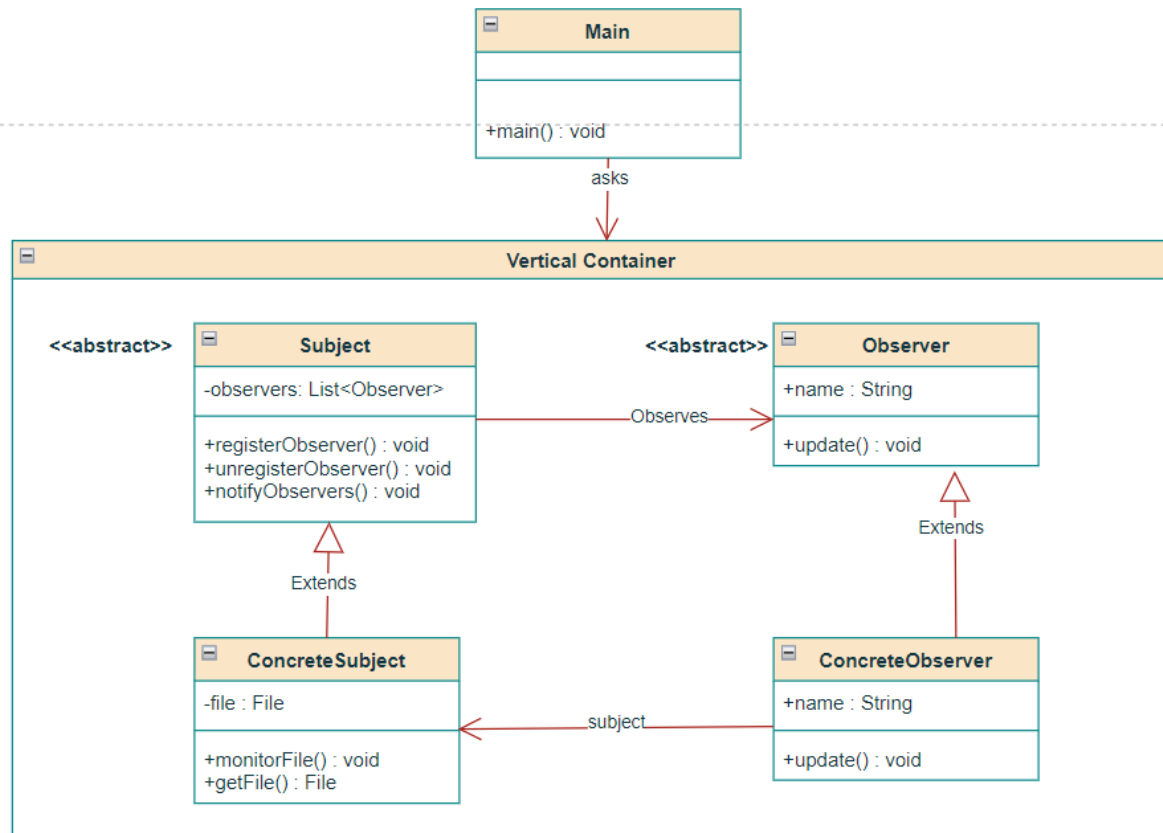 Main
+main() : void
asks
Vertical Container
<<abstract>>
Subject
-observers: List<Observer>
+registerObserver() : void
+unregisterObserver() : void
+notifyObservers() : void
Observes
<<abstract>>
Observer
+name : String
+update() : void
Extends
Extends
ConcreteSubject
-file : File
+monitorFile() : void
+getFile() : File
subject
ConcreteObserver
+name : String
+update() : void